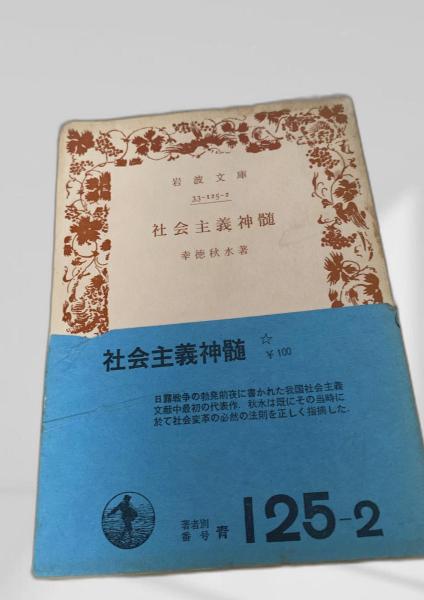 岩波文庫
33-125-2
社会主義神髄
幸徳秋水著
社会主義神髄
☆
¥100
日露戦争の勃発前夜に書かれた我国社会主義
文献中最初の代表作．秋水は既にその当時に
於て社会変革の必然の法則を正しく指摘した．
著者別
番号 青 125-2